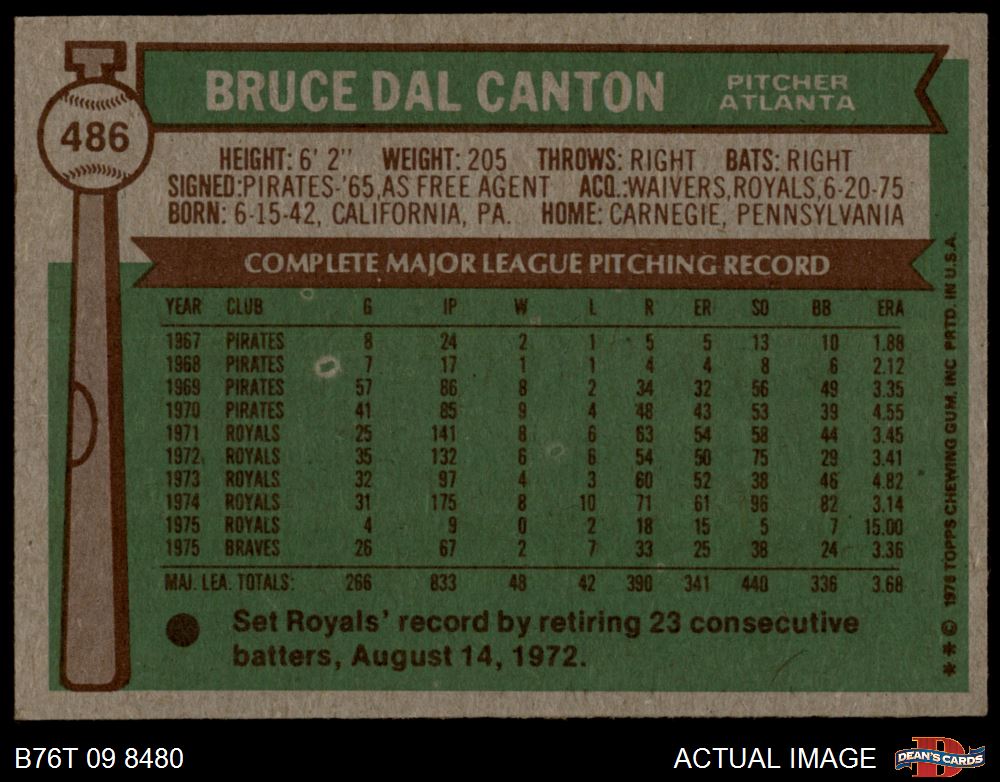 486
BRUCE DAL CANTON
PITCHER
ATLANTA
HEIGHT: 6' 2" WEIGHT: 205 THROWS: RIGHT BATS: RIGHT
SIGNED: PIRATES-'65, AS FREE AGENT ACQ.: WAIVERS, ROYALS, 6-20-75
BORN: 6-15-42, CALIFORNIA, PA. HOME: CARNEGIE, PENNSYLVANIA
COMPLETE MAJOR LEAGUE PITCHING RECORD
YEAR CLUB G IP W L R ER SO BB ERA
1967 PIRATES 8 24 2 1 5 5 13 10 1.88
1968 PIRATES 7 17 1 1 4 4 8 6 2.12
1969 PIRATES 57 86 8 2 34 32 56 49 3.35
1970 PIRATES 41 85 9 4 48 43 53 39 4.55
1971 ROYALS 25 141 8 6 63 54 58 44 3.45
1972 ROYALS 35 132 6 6 54 50 75 29 3.41
1973 ROYALS 32 97 4 3 60 52 38 46 4.82
1974 ROYALS 31 175 8 10 71 61 96 82 3.14
1975 ROYALS 4 9 0 2 18 15 5 7 15.00
1975 BRAVES 26 67 2 7 33 25 38 24 3.36
MAJ. LEA. TOTALS: 266 833 48 42 390 341 440 336 3.68
Set Royals' record by retiring 23 consecutive
batters, August 14, 1972.
**© 1976 TOPPS CHEWING GUM, INC PRTD. IN U.S.A.
B76T 09 8480
ACTUAL IMAGE
D
DEAN'S CARDS